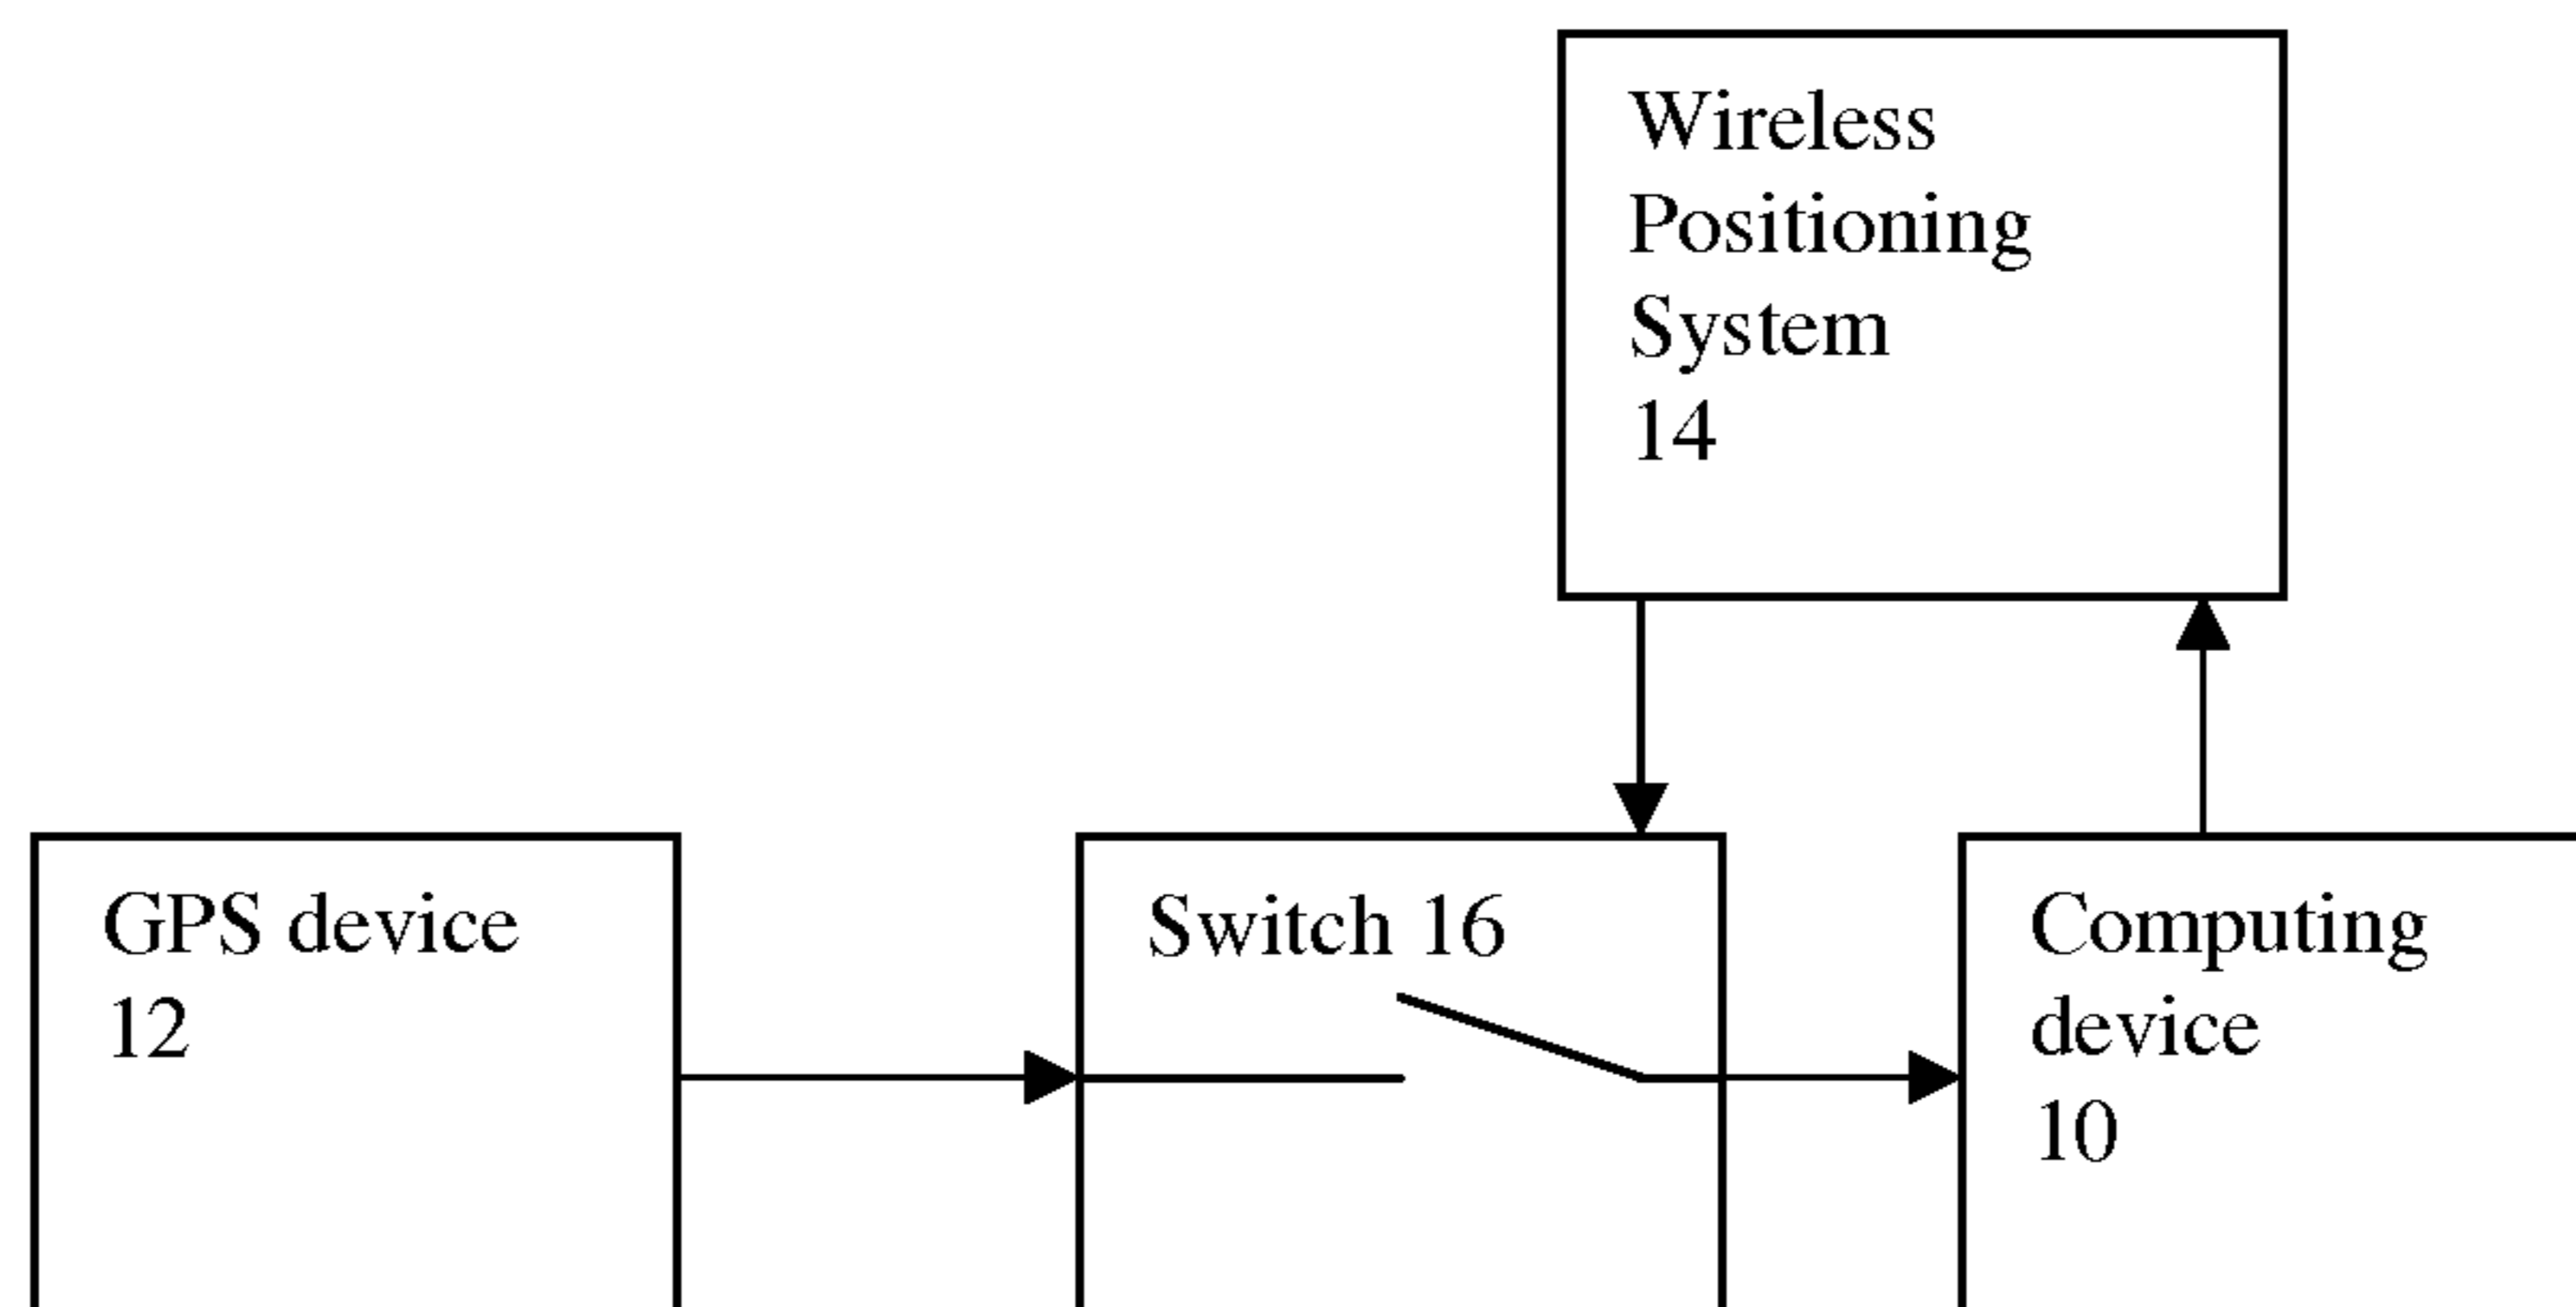 Wireless
Positioning
System
14
GPS device
12
Switch 16
Computing
device
10